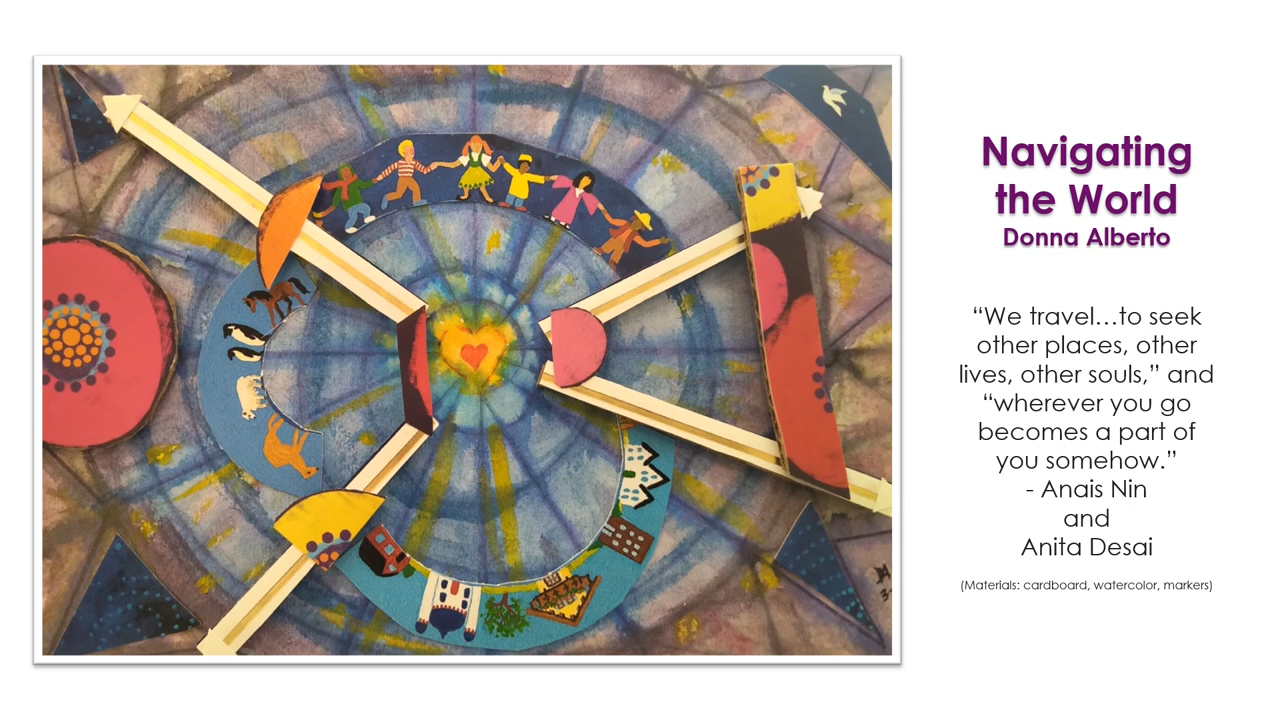 Navigating
the World
Donna Alberto
“We travel…to seek
other places, other
lives, other souls,” and
“wherever you go
becomes a part of
you somehow.”
- Anais Nin
and
Anita Desai
(Materials: cardboard, watercolor, markers)